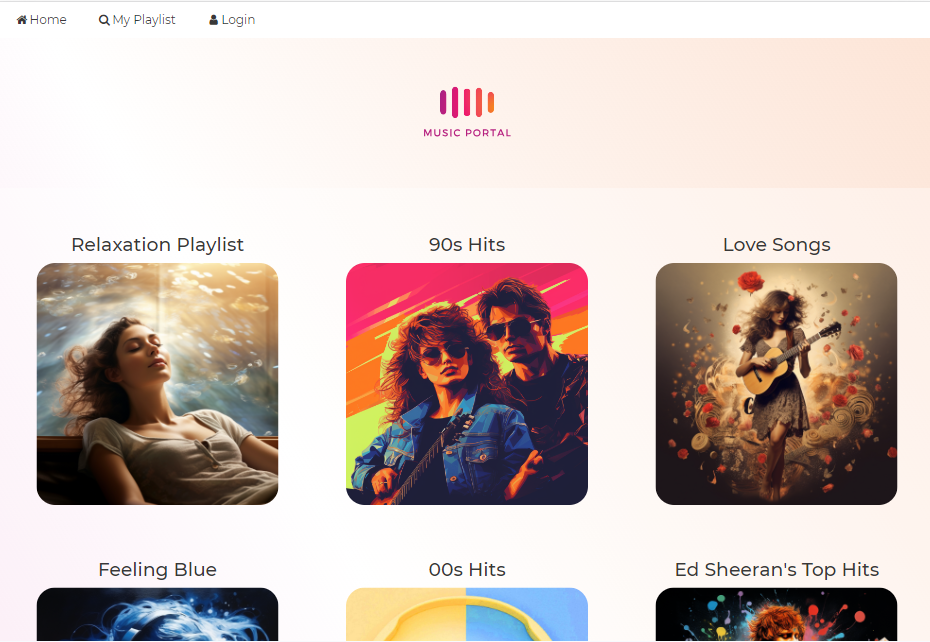 Home My Playlist Login
MUSIC PORTAL
Relaxation Playlist 90s Hits Love Songs
Feeling Blue 00s Hits Ed Sheeran's Top Hits